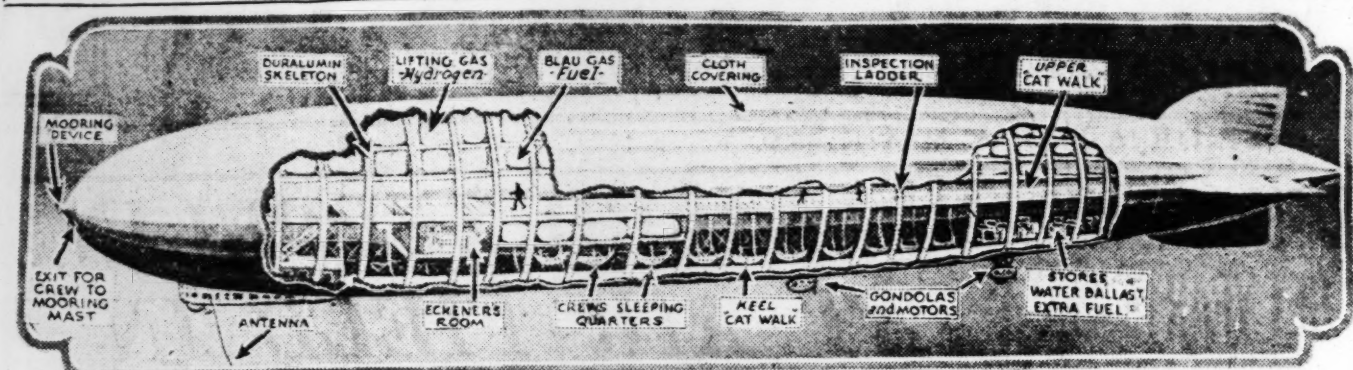 MOORING
DEVICE
DURALUMIN
SKELETON
LIFTING GAS
-Hydrogen-
BLAU GAS
-Fuel-
CLOTH
COVERING
INSPECTION
LADDER
UPPER
"CAT WALK"
EXIT FOR
CREW TO
MOORING
MAST
ANTENNA
ECKENER'S
ROOM
CREWS SLEEPING
QUARTERS
KEEL
"CAT WALK"
GONDOLAS
and MOTORS
STORES
WATER BALLAST
EXTRA FUEL